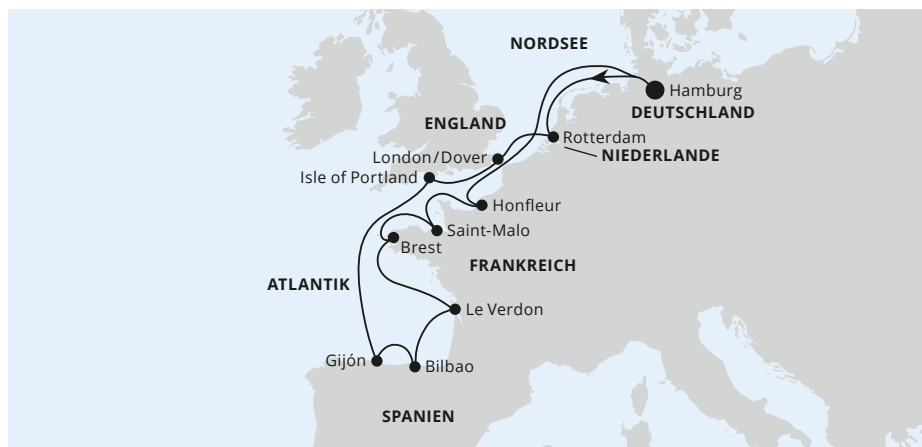 NORDSEE
Hamburg
DEUTSCHLAND
ENGLAND
Rotterdam
NIEDERLANDE
London/Dover
Isle of Portland
Honfleur
Saint-Malo
Brest
FRANKREICH
ATLANTIK
Le Verdon
Gijón
Bilbao
SPANIEN